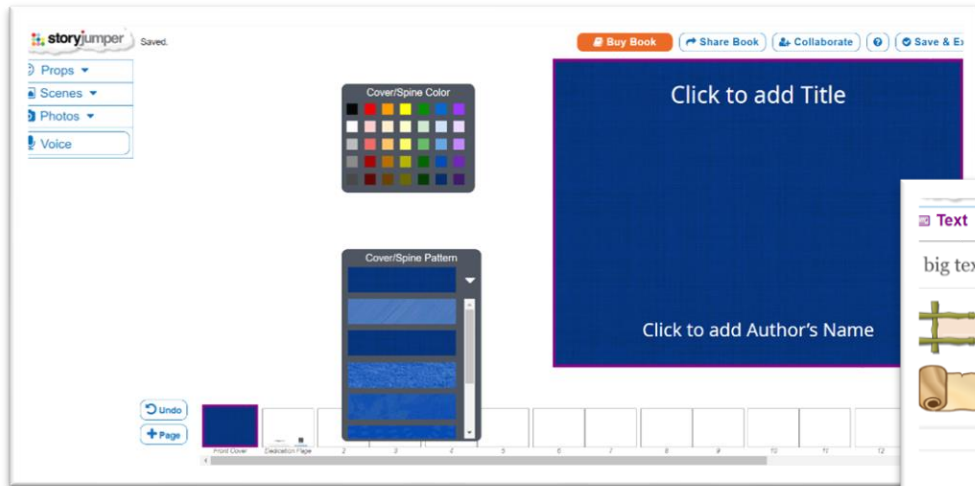 storyjumper
Saved.
Buy Book
Share Book
Collaborate
?
Save & Ex
Props
Scenes
Photos
Voice
Cover/Spine Color
Click to add Title
Text
big tex
Cover/Spine Pattern
Click to add Author's Name
Undo
+ Page
Front Cover
Dedication Page
2
3
4
5
6
7
8
9
10
11
12